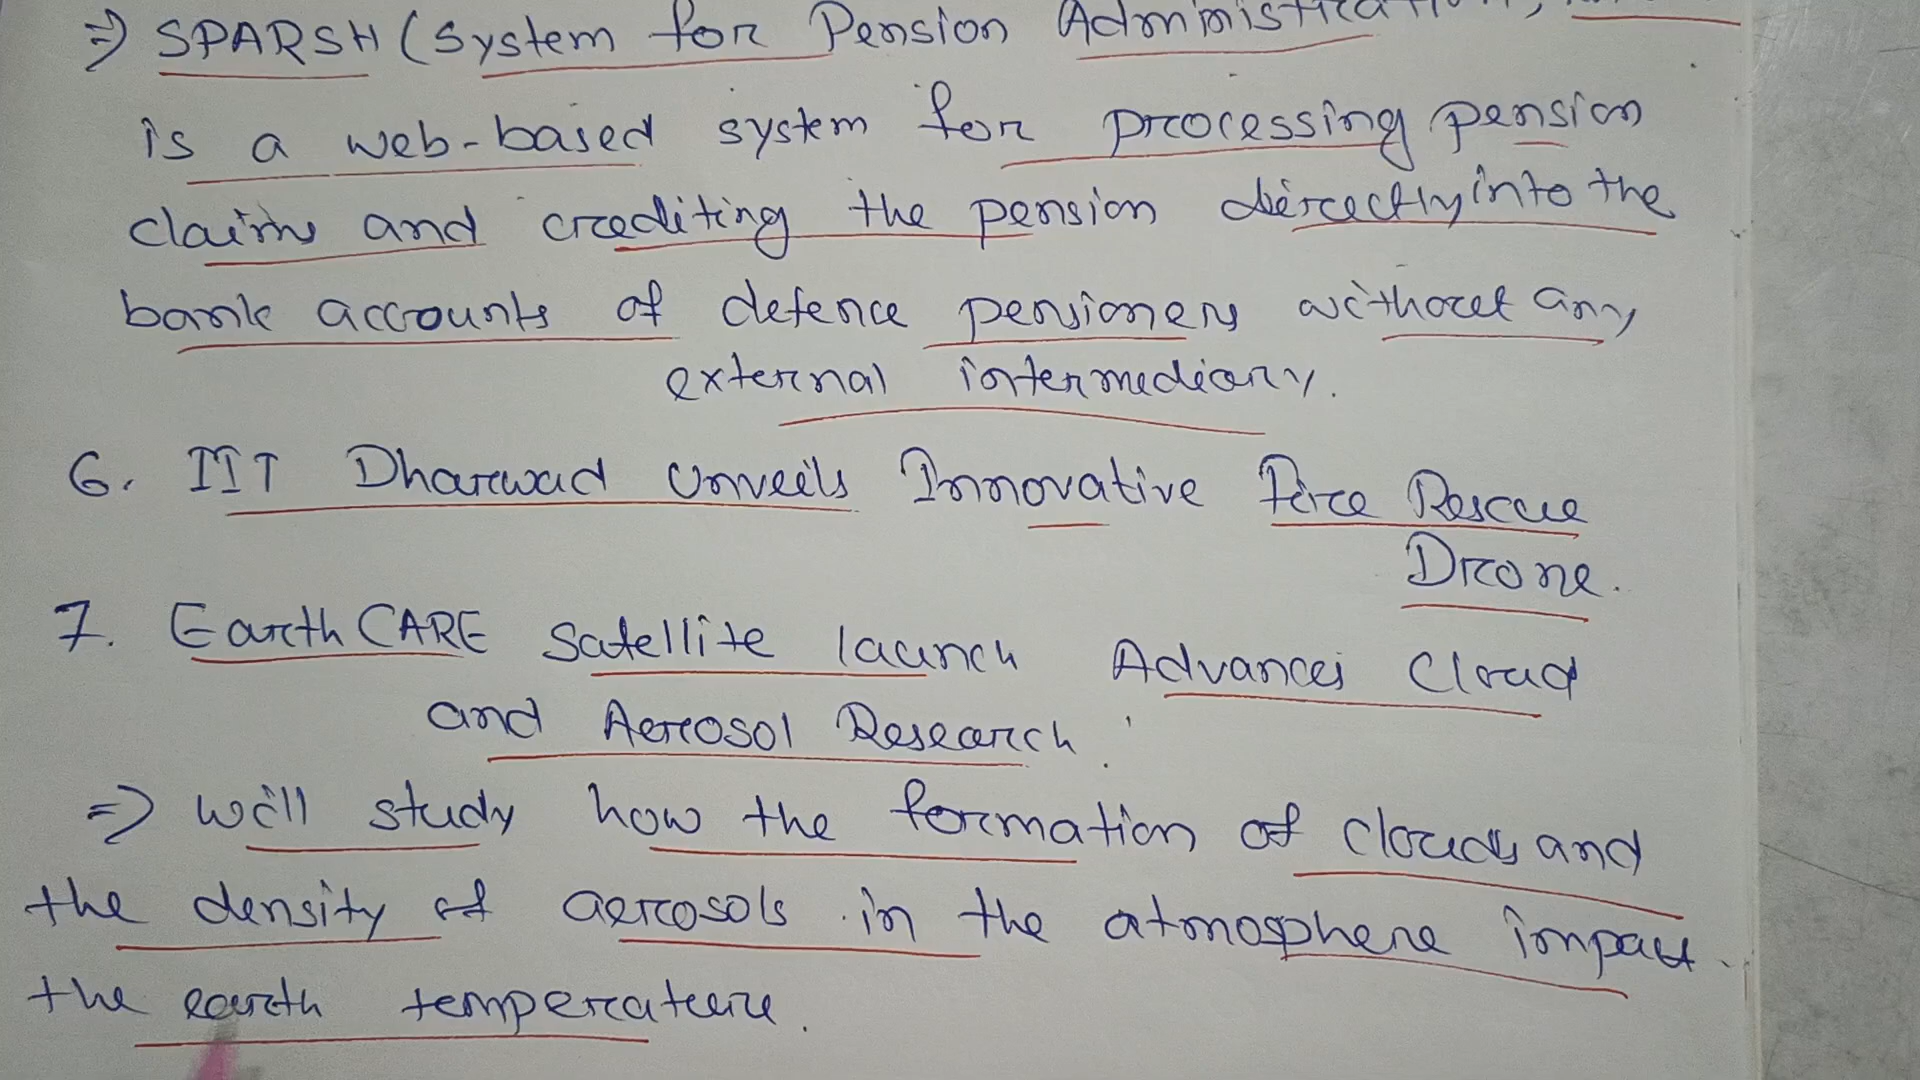 ⇒ SPARSH (System for Pension Administration,
is a web-based system for processing pension
claims and crediting the pension directly into the
bank accounts of defence pensioners without any
external intermediary.
6. IIT Dharwad Unveils Innovative Fire Rescue
Drone.
7. EarthCARE Satellite launch Advances Cloud
and Aerosol Research.
⇒ will study how the formation of clouds and
the density of aerosols in the atmosphere impact
the earth temperature.